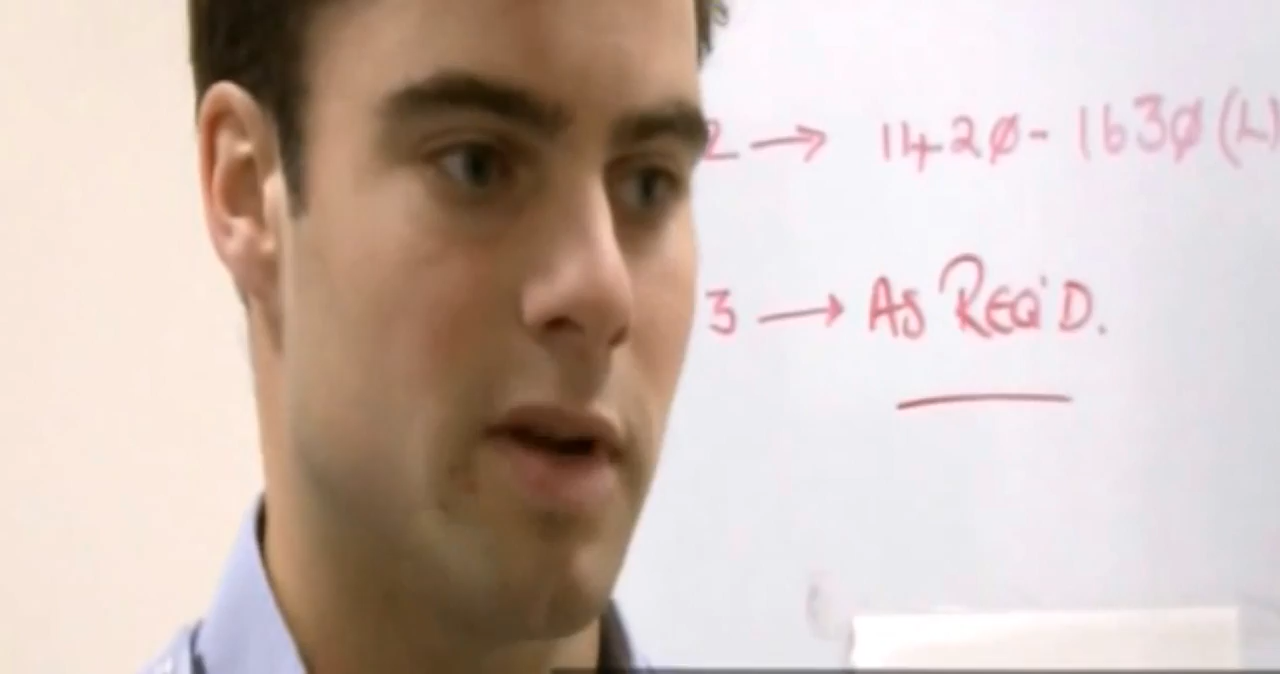 2 → 1420 - 1630 (L)
3 → AS REQ'D.